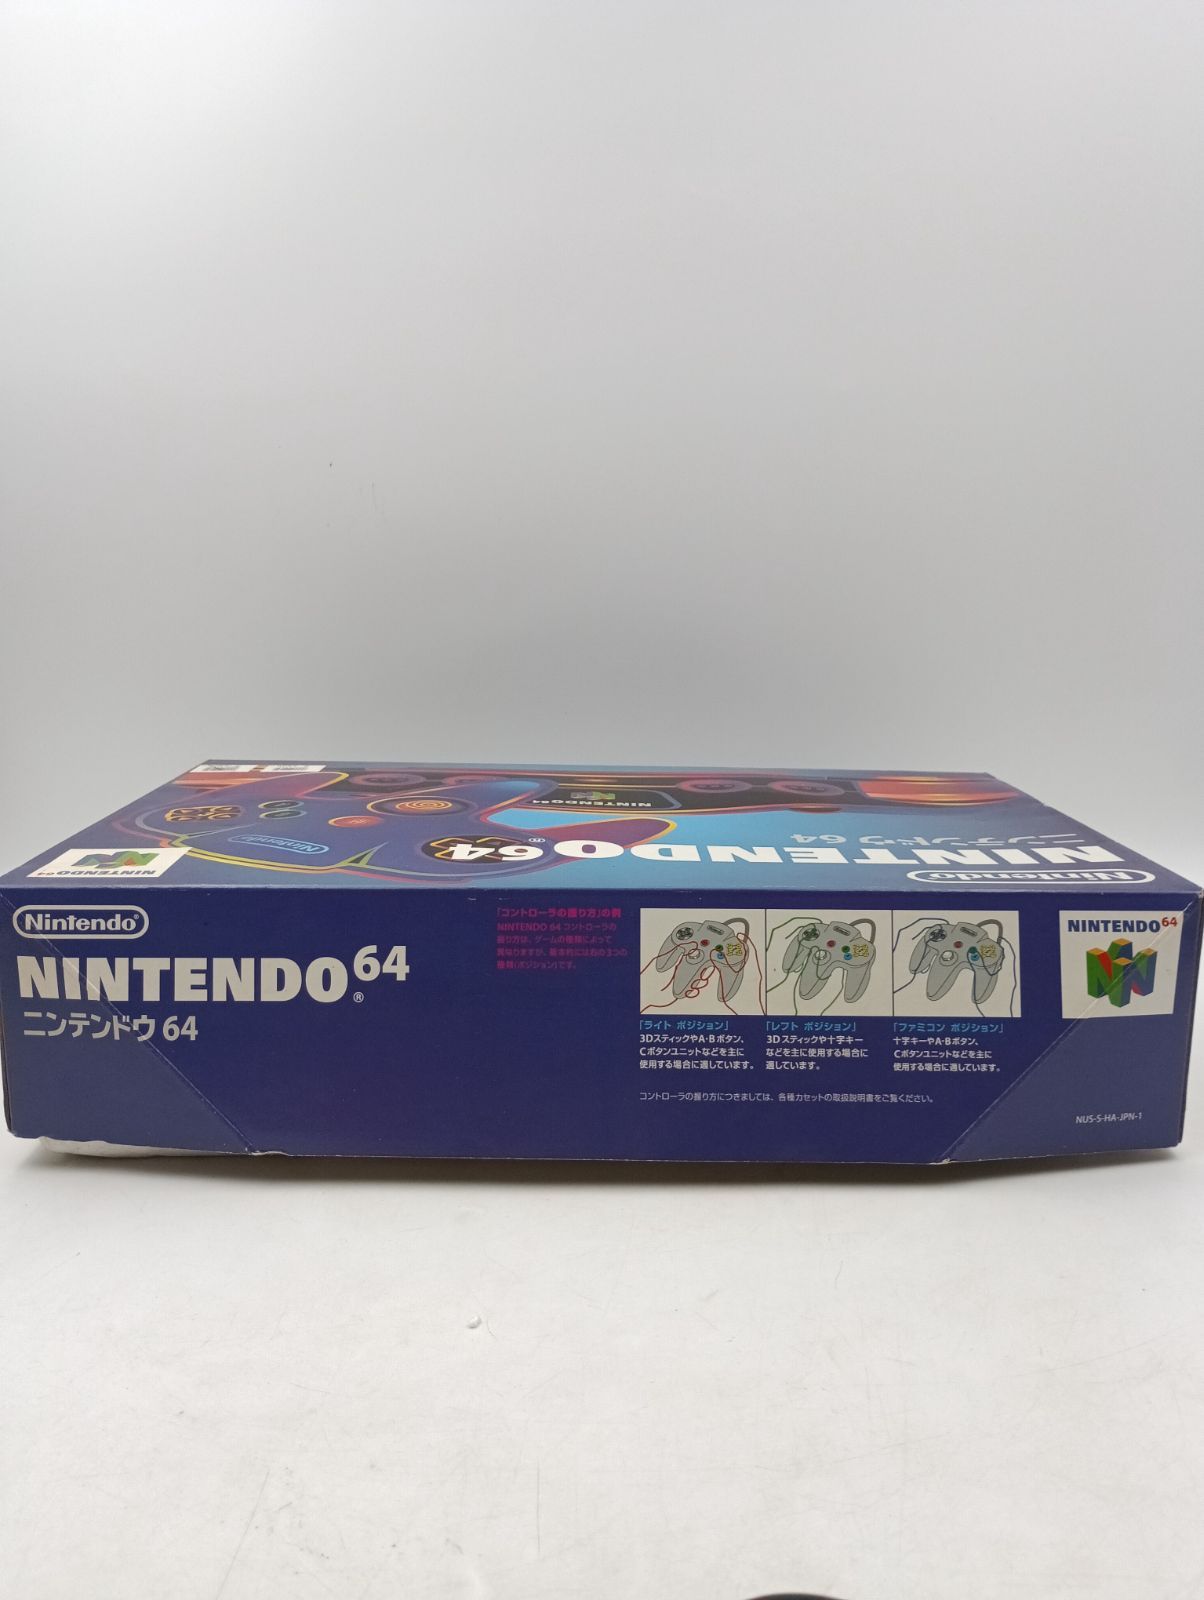 NINTENDO64
ニンテンドウ 64
NINTENDO 64®
Nintendo
Nintendo
NINTENDO64
Nintendo®
NINTENDO64®
ニンテンドウ 64
「コントローラの握り方」の例
NINTENDO 64 コントローラの
握り方は、ゲームの種類によって
異なりますが、基本的には右の3つの
種類(ポジション)です。
「ライト ポジション」
3DスティックやA・Bボタン、
Cボタンユニットなどを主に
使用する場合に適しています。
「レフト ポジション」
3Dスティックや十字キー
などを主に使用する場合に
適しています。
「ファミコン ポジション」
十字キーやA・Bボタン、
Cボタンユニットなどを主に
使用する場合に適しています。
コントローラの握り方につきましては、各種カセットの取扱説明書をご覧ください。
NINTENDO64
NUS-S-HA-JPN-1